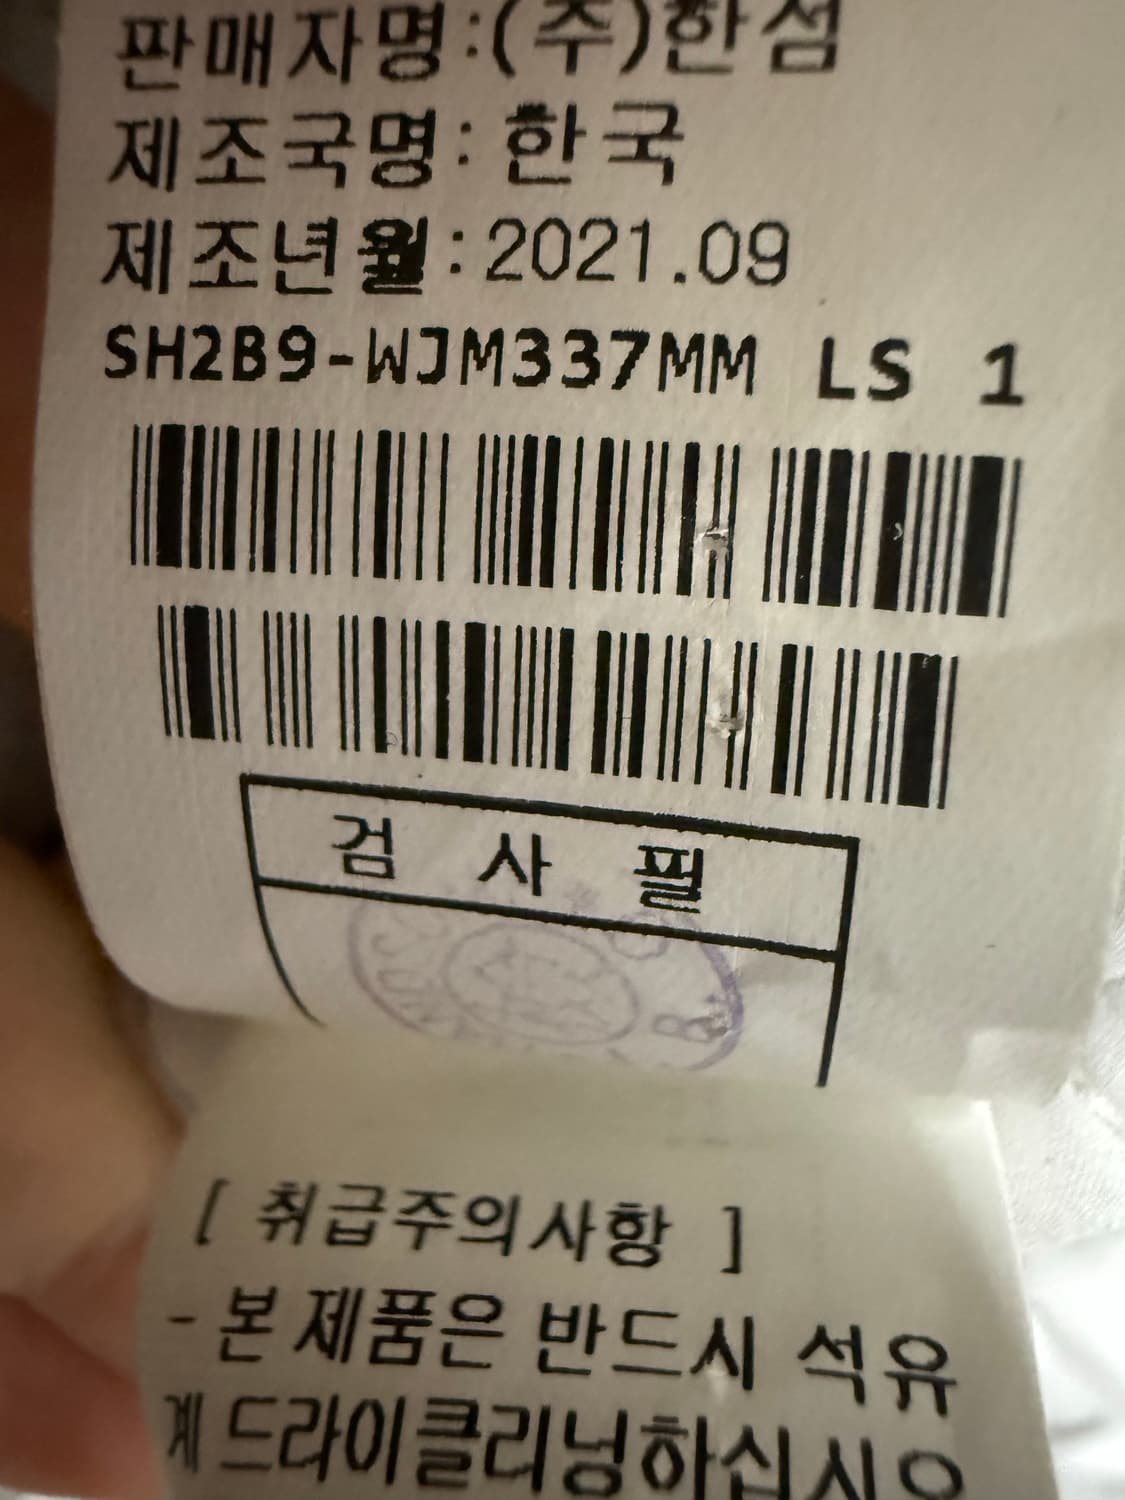 판매자명:(주)한섬
제조국명: 한국
제조년월:2021.09
SH2B9-WJM337MM LS 1
검 사 필
[ 취급주의사항 ]
- 본 제품은 반드시 석유
계 드라이클리닝하십시오